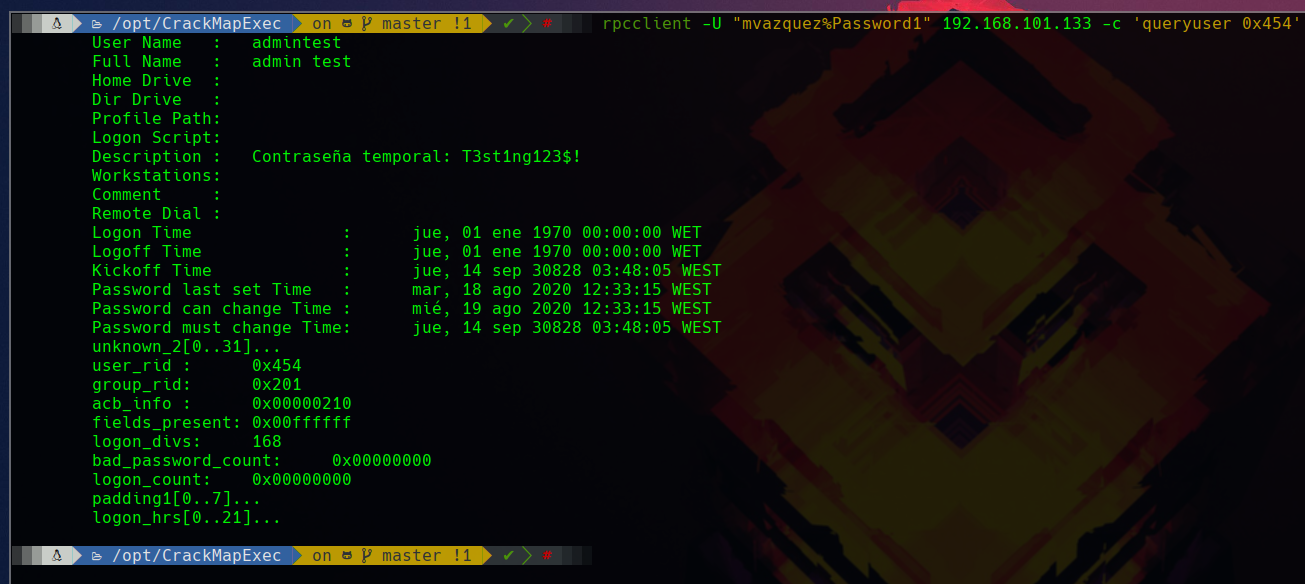 /opt/CrackMapExec on master !1 ✔ # rpcclient -U "mvazquez%Password1" 192.168.101.133 -c 'queryuser 0x454'
User Name   :   admintest
Full Name   :   admin test
Home Drive  :
Dir Drive   :
Profile Path:
Logon Script:
Description :   Contraseña temporal: T3st1ng123$!
Workstations:
Comment     :
Remote Dial :
Logon Time               :      jue, 01 ene 1970 00:00:00 WET
Logoff Time              :      jue, 01 ene 1970 00:00:00 WET
Kickoff Time             :      jue, 14 sep 30828 03:48:05 WEST
Password last set Time   :      mar, 18 ago 2020 12:33:15 WEST
Password can change Time :      mié, 19 ago 2020 12:33:15 WEST
Password must change Time:      jue, 14 sep 30828 03:48:05 WEST
unknown_2[0..31]...
user_rid :      0x454
group_rid:      0x201
acb_info :      0x00000210
fields_present: 0x00ffffff
logon_divs:     168
bad_password_count:     0x00000000
logon_count:    0x00000000
padding1[0..7]...
logon_hrs[0..21]...
/opt/CrackMapExec on master !1 ✔ #